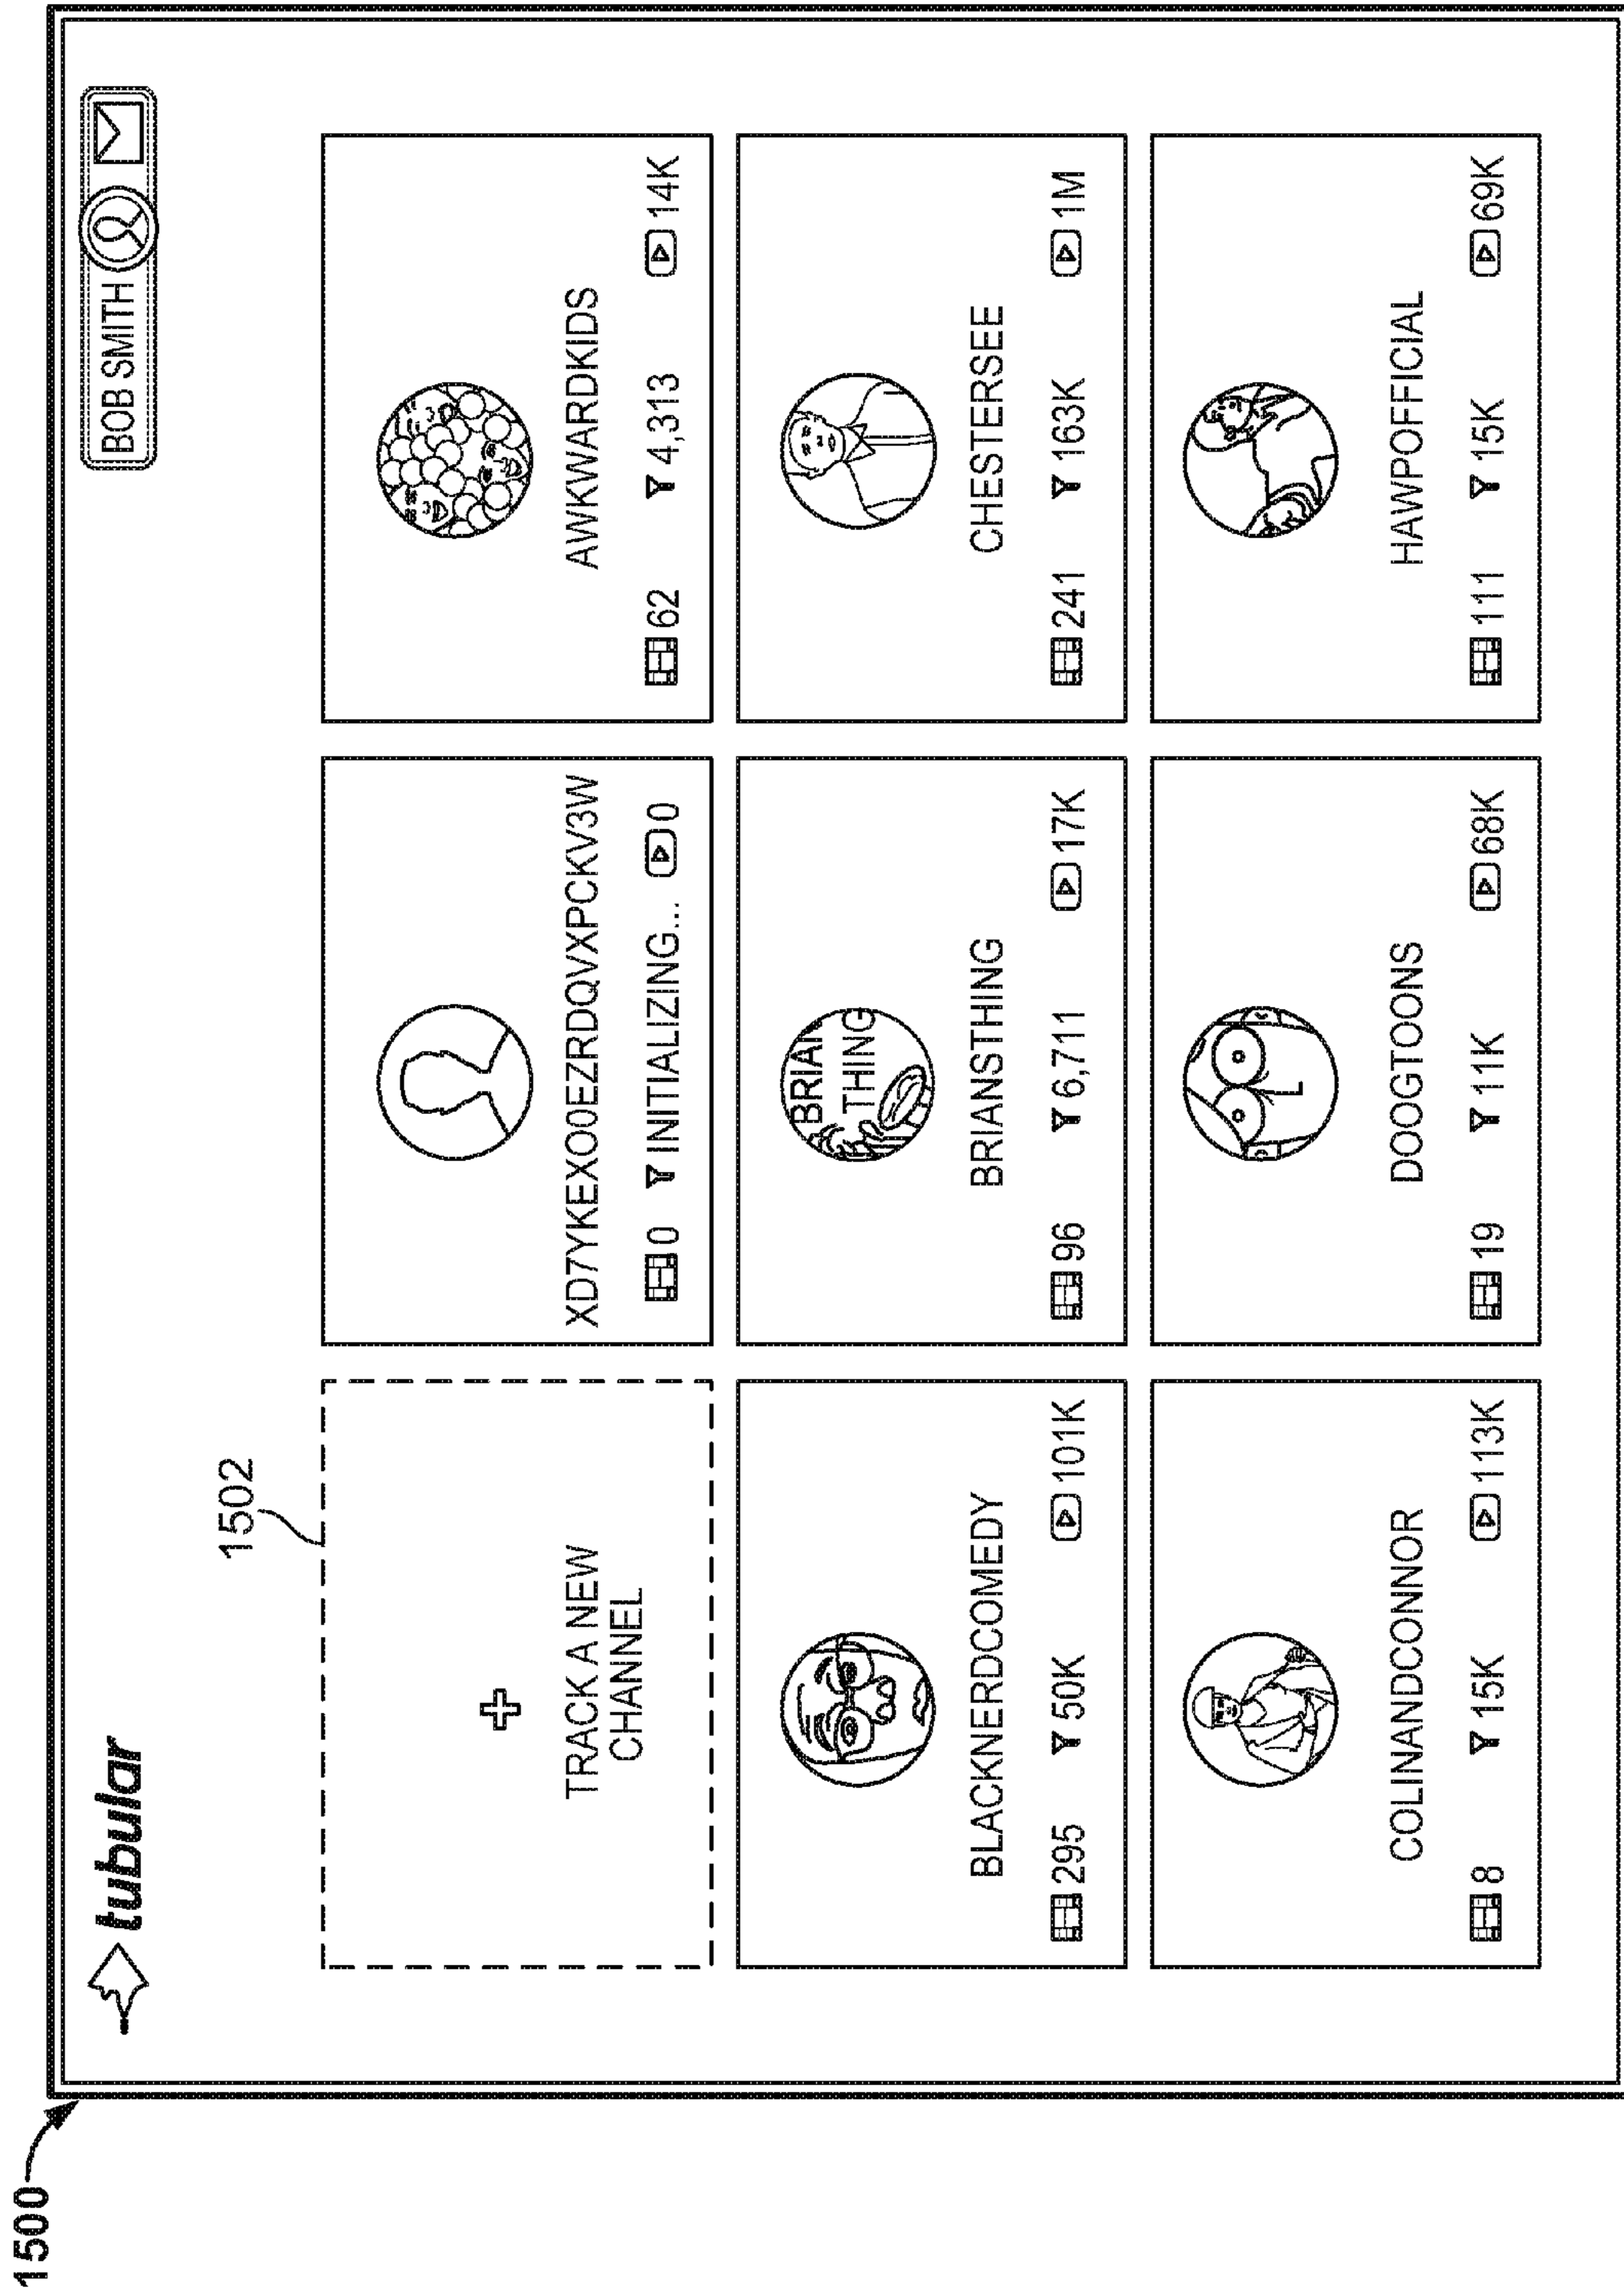 1500
tubular
BOB SMITH
1502
TRACK A NEW
CHANNEL
XD7YKEXO0EZRDQVXPCKV3W
0 INITIALIZING... 0
AWKWARDKIDS
62 4,313 14K
BLACKNERDCOMEDY
295 50K 101K
BRIAN
THING
BRIANSTHING
96 6,711 17K
CHESTERSEE
241 163K 1M
COLINANDCONNOR
8 15K 113K
DOOGTOONS
19 11K 68K
HAWPOFFICIAL
111 15K 69K